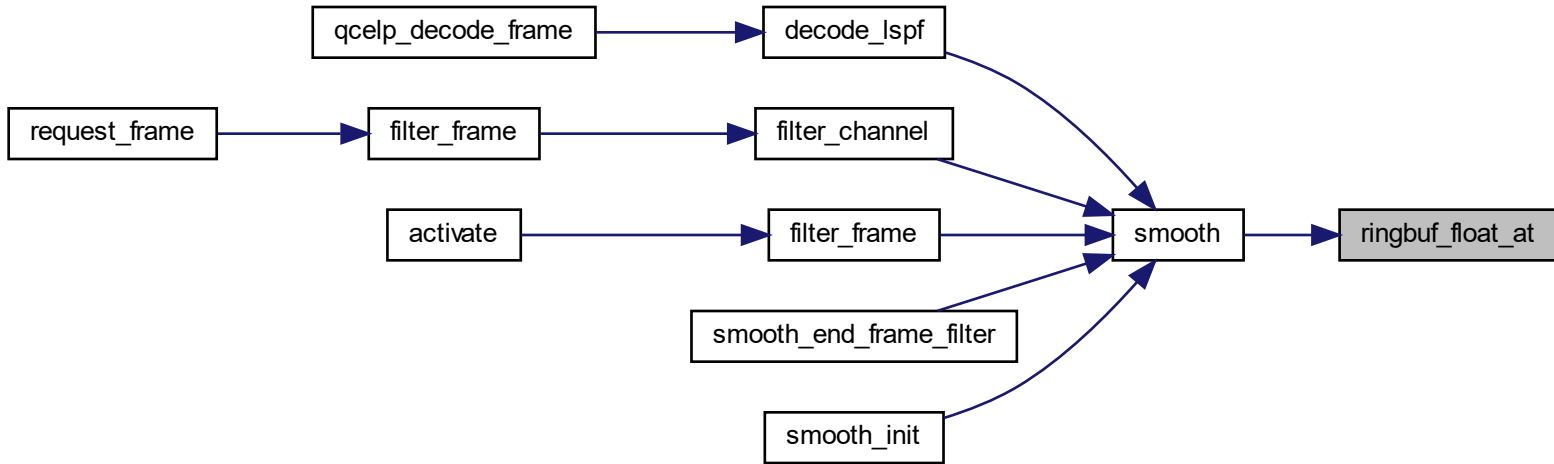 qcelp_decode_frame
decode_lspf
request_frame
filter_frame
filter_channel
activate
filter_frame
smooth
ringbuf_float_at
smooth_end_frame_filter
smooth_init